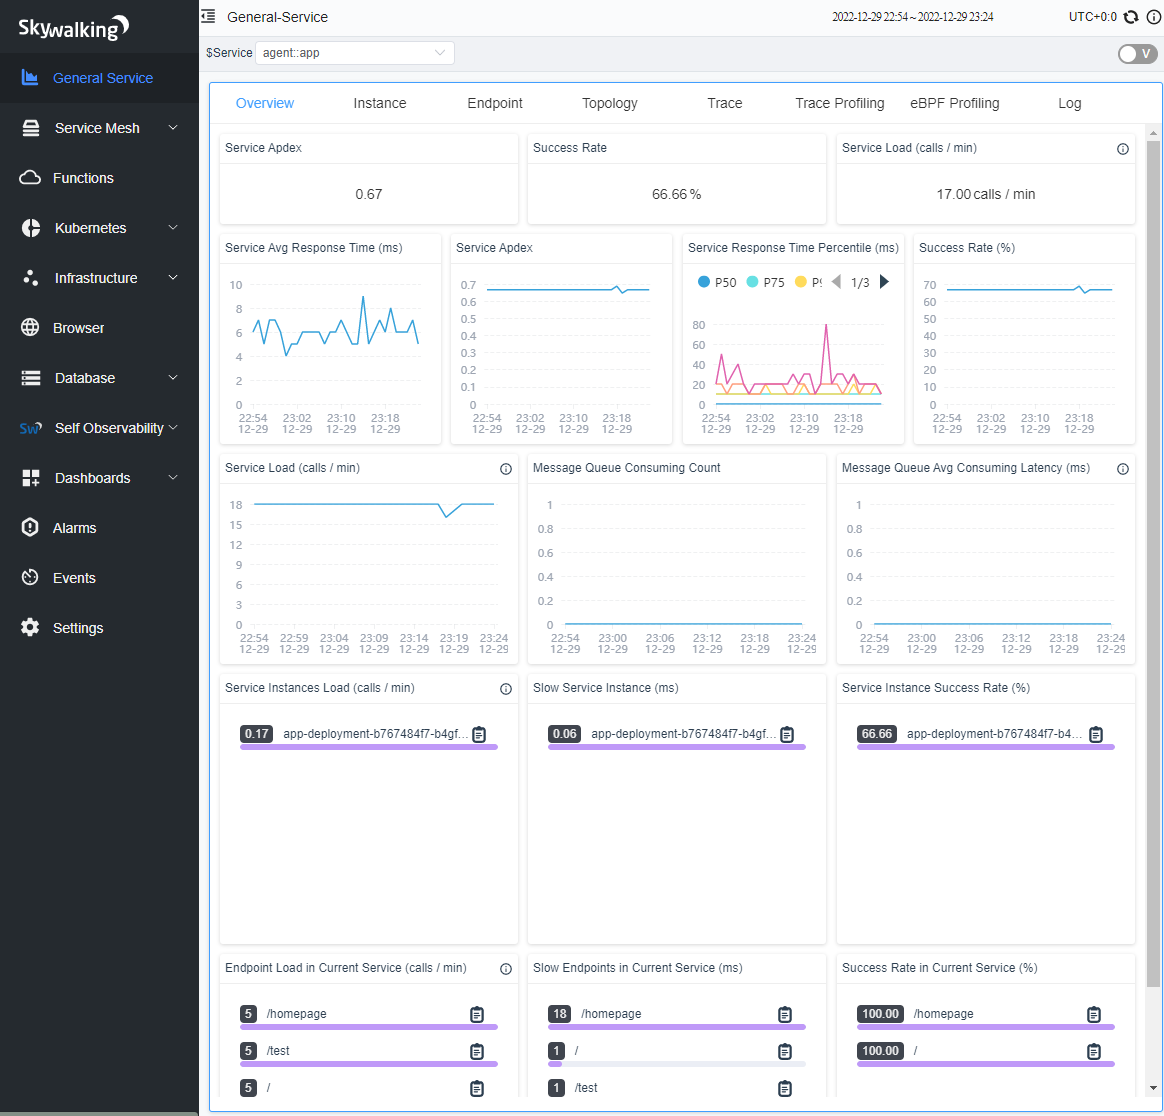 Skywalking
General Service
Service Mesh
Functions
Kubernetes
Infrastructure
Browser
Database
Sw Self Observability
Dashboards
Alarms
Events
Settings
General-Service
2022-12-29 22:54 ~ 2022-12-29 23:24
UTC+0:0
$Service agent::app
V
Overview Instance Endpoint Topology Trace Trace Profiling eBPF Profiling Log
Service Apdex
0.67
Success Rate
66.66 %
Service Load (calls / min)
17.00 calls / min
Service Avg Response Time (ms)
10
8
6
4
2
0
22:54 23:02 23:10 23:18
12-29 12-29 12-29 12-29
Service Apdex
0.7
0.6
0.5
0.4
0.3
0.2
0.1
0
22:54 23:02 23:10 23:18
12-29 12-29 12-29 12-29
Service Response Time Percentile (ms)
P50 P75 1/3
80
60
40
20
0
22:54 23:02 23:10 23:18
12-29 12-29 12-29 12-29
Success Rate (%)
70
60
50
40
30
20
10
0
22:54 23:02 23:10 23:18
12-29 12-29 12-29 12-29
Service Load (calls / min)
18
15
12
9
6
3
0
22:54 22:59 23:04 23:09 23:14 23:19 23:24
12-29 12-29 12-29 12-29 12-29 12-29 12-29
Message Queue Consuming Count
1
0.8
0.6
0.4
0.2
0
22:54 23:00 23:06 23:12 23:18 23:24
12-29 12-29 12-29 12-29 12-29 12-29
Message Queue Avg Consuming Latency (ms)
1
0.8
0.6
0.4
0.2
0
22:54 23:00 23:06 23:12 23:18 23:24
12-29 12-29 12-29 12-29 12-29 12-29
Service Instances Load (calls / min)
0.17 app-deployment-b767484f7-b4gf...
Slow Service Instance (ms)
0.06 app-deployment-b767484f7-b4gf...
Service Instance Success Rate (%)
66.66 app-deployment-b767484f7-b4...
Endpoint Load in Current Service (calls / min)
5 /homepage
5 /test
5 /
Slow Endpoints in Current Service (ms)
18 /homepage
1 /
1 /test
Success Rate in Current Service (%)
100.00 /homepage
100.00 /